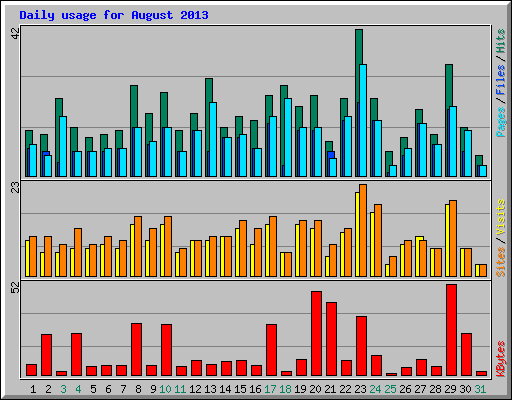 Daily usage for August 2013
42
Pages / Files / Hits
23
Sites / Visits
52
KBytes
1 2 3 4 5 6 7 8 9 10 11 12 13 14 15 16 17 18 19 20 21 22 23 24 25 26 27 28 29 30 31